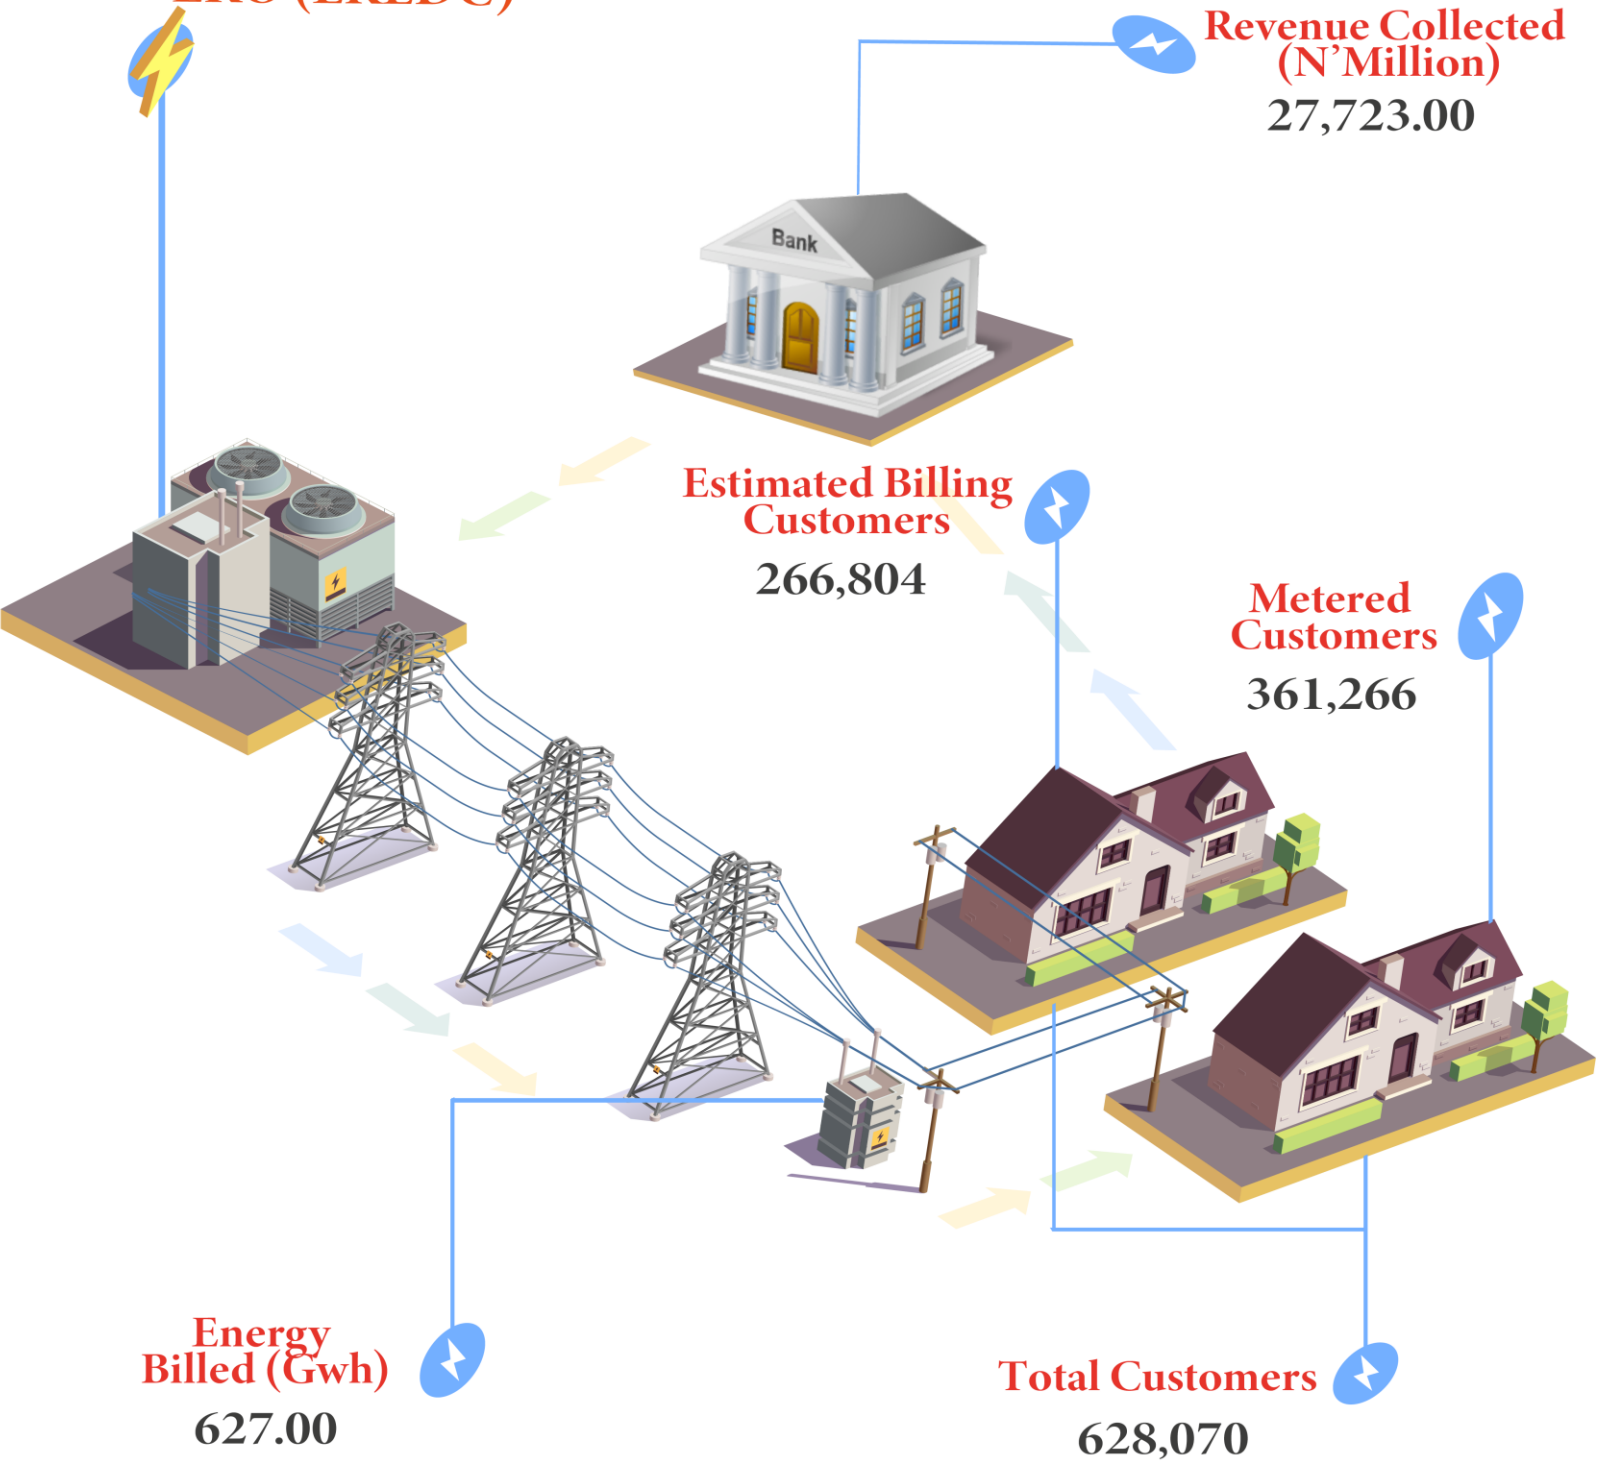 Revenue Collected
(N'Million)
27,723.00
Bank
Estimated Billing
Customers
266,804
Metered
Customers
361,266
Energy
Billed (Gwh)
627.00
Total Customers
628,070